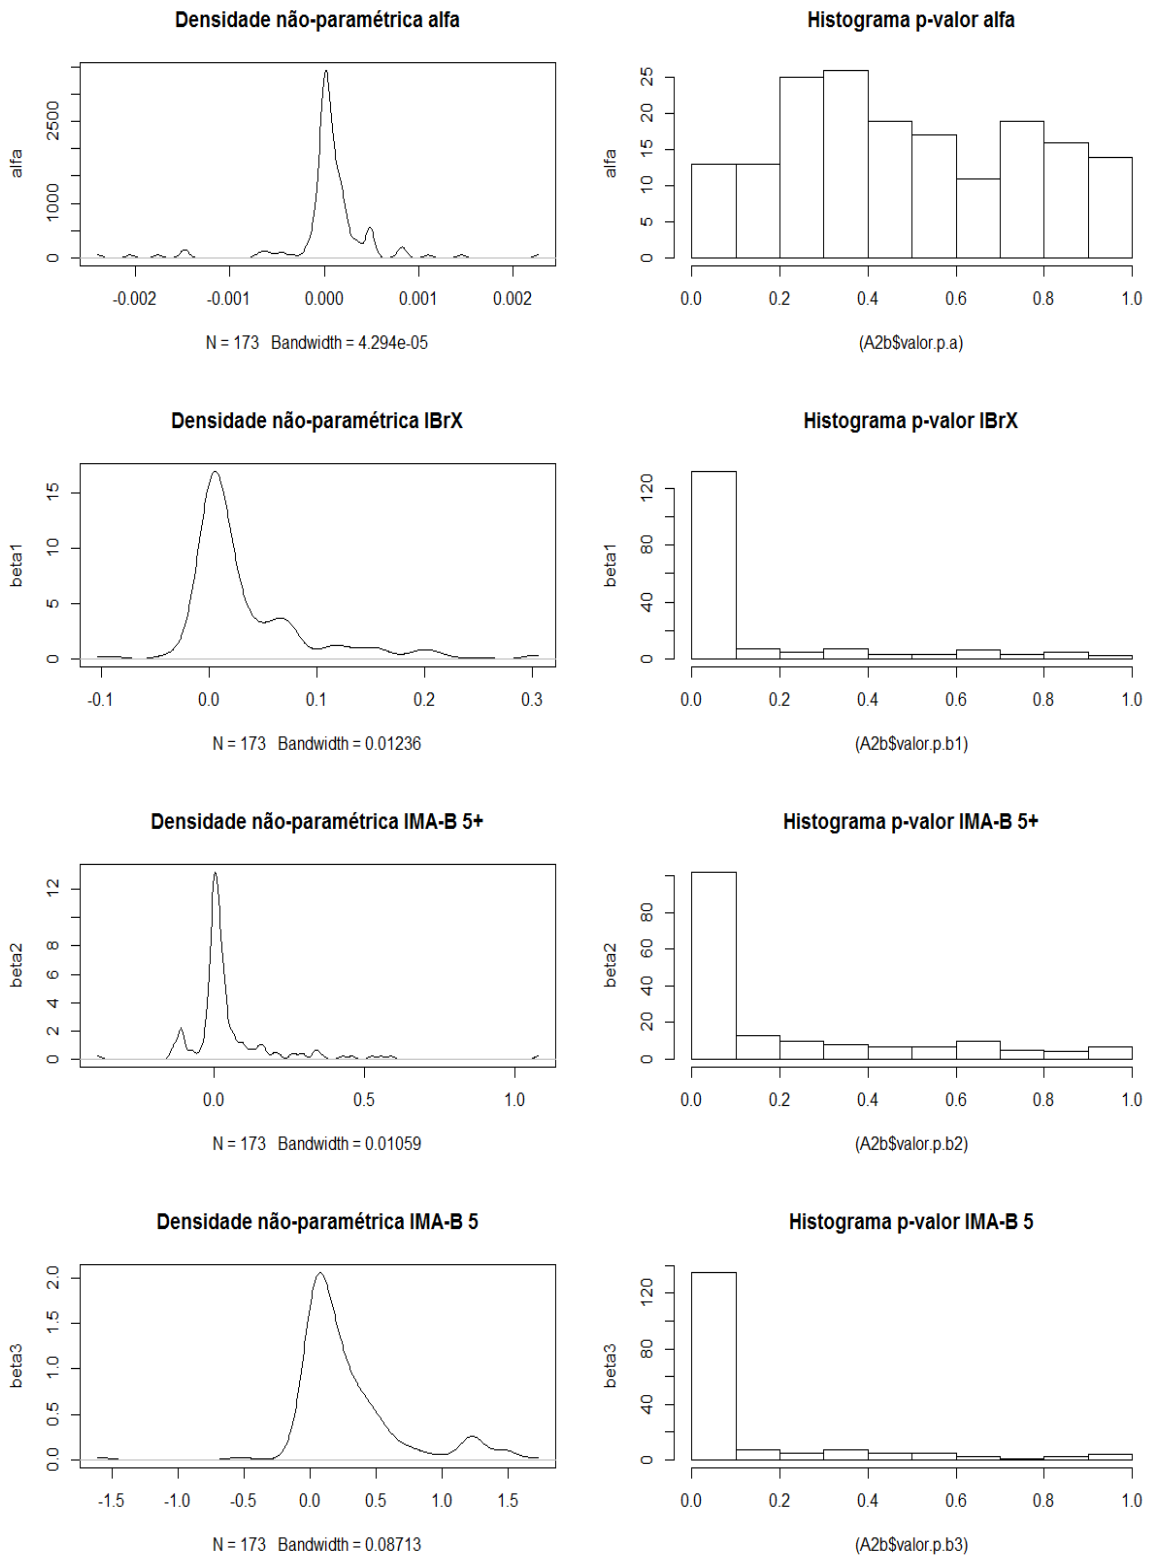 Densidade não-paramétrica alfa
alfa
0 1000 2500
-0.002 -0.001 0.000 0.001 0.002
N = 173 Bandwidth = 4.294e-05
Histograma p-valor alfa
alfa
0 5 10 15 20 25
0.0 0.2 0.4 0.6 0.8 1.0
(A2b$valor.p.a)
Densidade não-paramétrica IBrX
beta1
0 5 10 15
-0.1 0.0 0.1 0.2 0.3
N = 173 Bandwidth = 0.01236
Histograma p-valor IBrX
beta1
0 40 80 120
0.0 0.2 0.4 0.6 0.8 1.0
(A2b$valor.p.b1)
Densidade não-paramétrica IMA-B 5+
beta2
0 2 4 6 8 12
0.0 0.5 1.0
N = 173 Bandwidth = 0.01059
Histograma p-valor IMA-B 5+
beta2
0 20 40 60 80
0.0 0.2 0.4 0.6 0.8 1.0
(A2b$valor.p.b2)
Densidade não-paramétrica IMA-B 5
beta3
0.0 0.5 1.0 1.5 2.0
-1.5 -1.0 -0.5 0.0 0.5 1.0 1.5
N = 173 Bandwidth = 0.08713
Histograma p-valor IMA-B 5
beta3
0 40 80 120
0.0 0.2 0.4 0.6 0.8 1.0
(A2b$valor.p.b3)